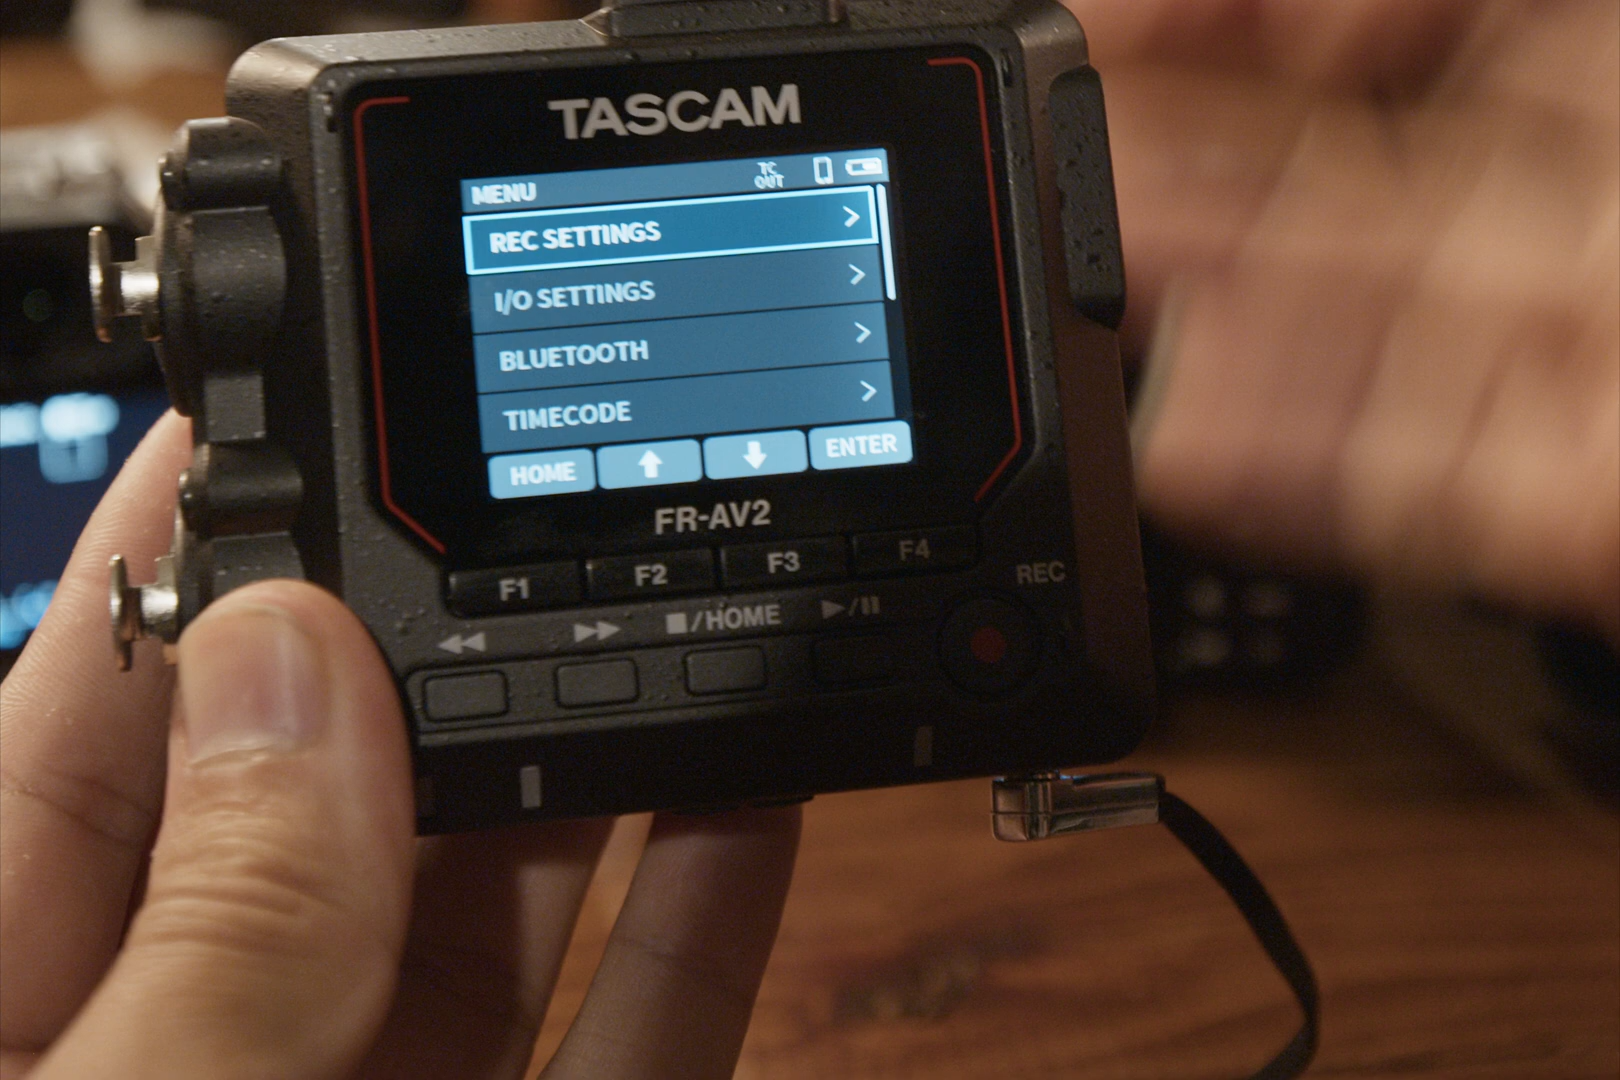 TASCAM
MENU TC OUT
REC SETTINGS
I/O SETTINGS
BLUETOOTH
TIMECODE
HOME ENTER
FR-AV2
F1 F2 F3 F4
REC
/HOME /